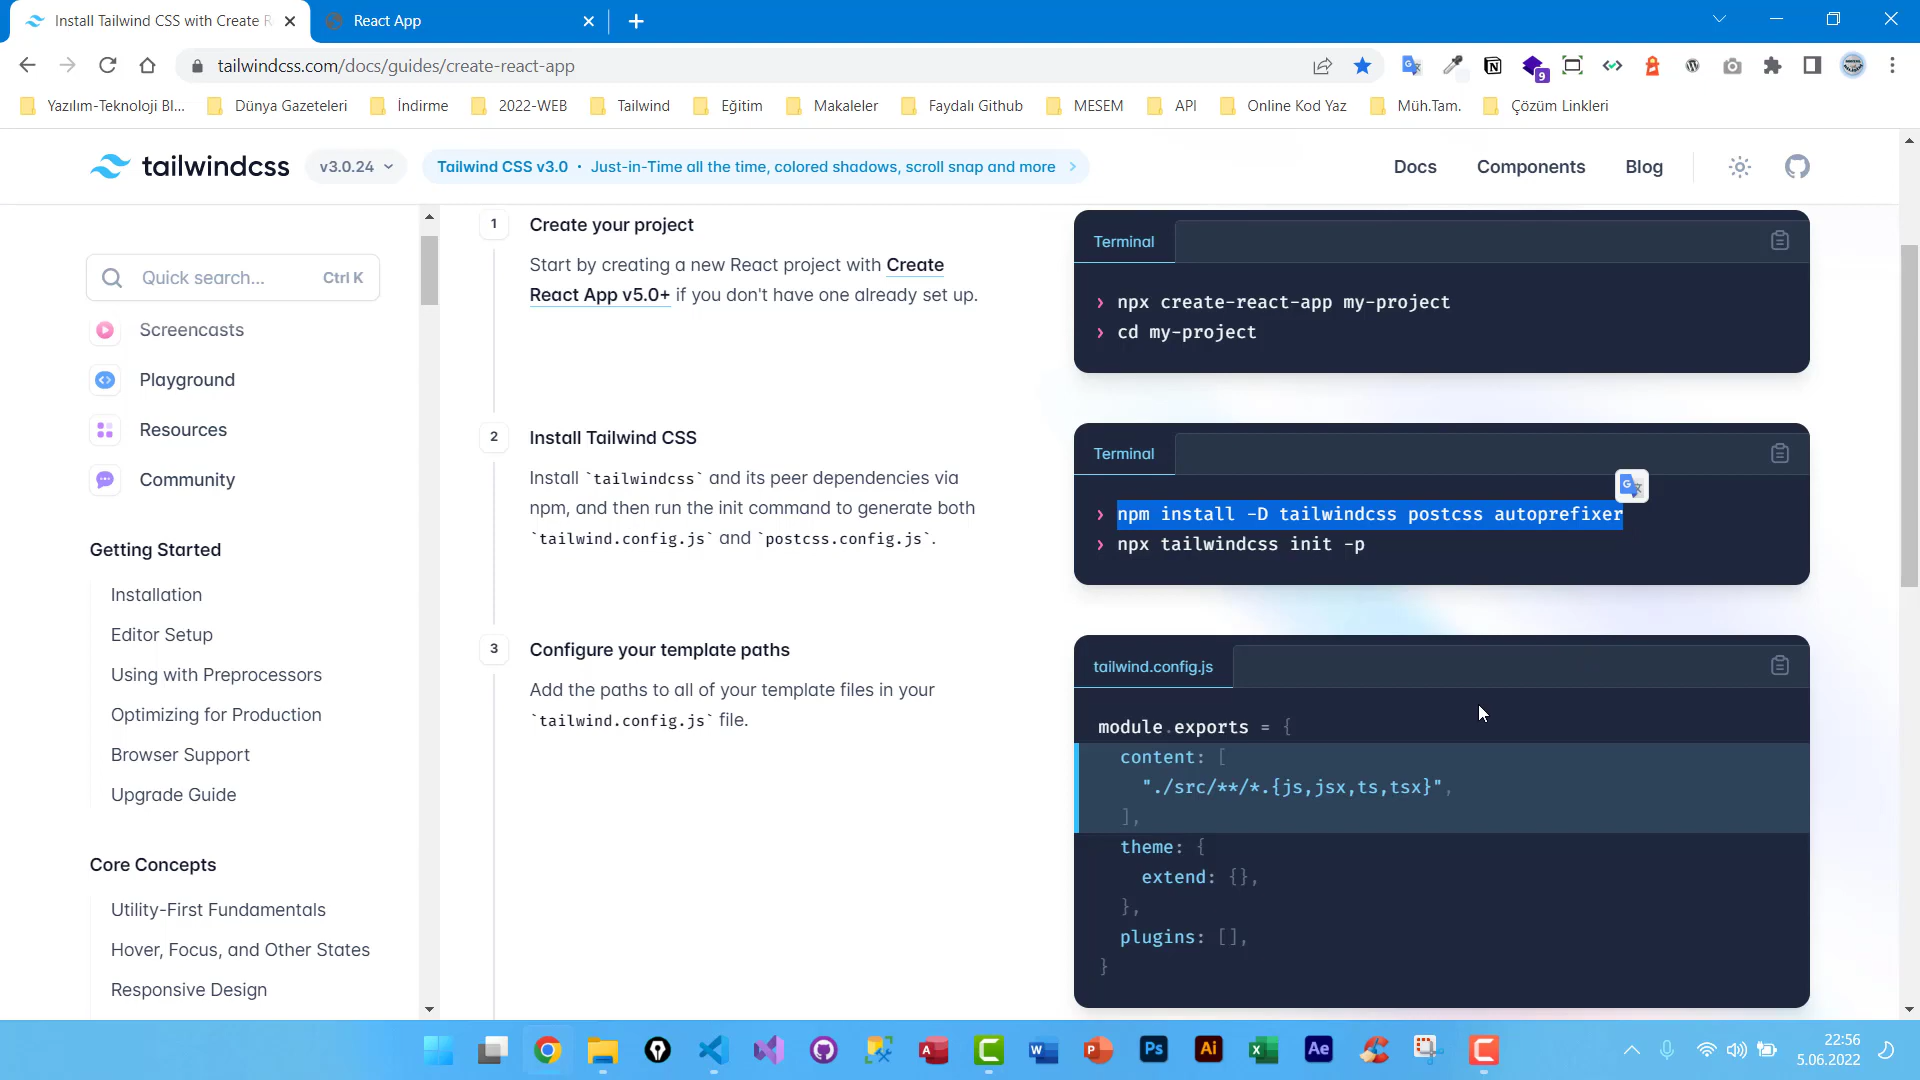 Install Tailwind CSS with Create R
React App
tailwindcss.com/docs/guides/create-react-app
9
Yazılım-Teknoloji Bl...
Dünya Gazeteleri
İndirme
2022-WEB
Tailwind
Eğitim
Makaleler
Faydalı Github
MESEM
API
Online Kod Yaz
Müh.Tam.
Çözüm Linkleri
tailwindcss
v3.0.24
Tailwind CSS v3.0 · Just-in-Time all the time, colored shadows, scroll snap and more
Docs
Components
Blog
Quick search...
Ctrl K
Screencasts
Playground
Resources
Community
Getting Started
Installation
Editor Setup
Using with Preprocessors
Optimizing for Production
Browser Support
Upgrade Guide
Core Concepts
Utility-First Fundamentals
Hover, Focus, and Other States
Responsive Design
1
Create your project
Start by creating a new React project with Create
React App v5.0+ if you don't have one already set up.
Terminal
› npx create-react-app my-project
› cd my-project
2
Install Tailwind CSS
Install `tailwindcss` and its peer dependencies via
npm, and then run the init command to generate both
`tailwind.config.js` and `postcss.config.js`.
Terminal
› npm install -D tailwindcss postcss autoprefixer
› npx tailwindcss init -p
3
Configure your template paths
Add the paths to all of your template files in your
`tailwind.config.js` file.
tailwind.config.js
module.exports = {
content: [
"./src/**/*.{js,jsx,ts,tsx}",
],
theme: {
extend: {},
},
plugins: [],
}
Ps
Ai
Ae
22:56
5.06.2022